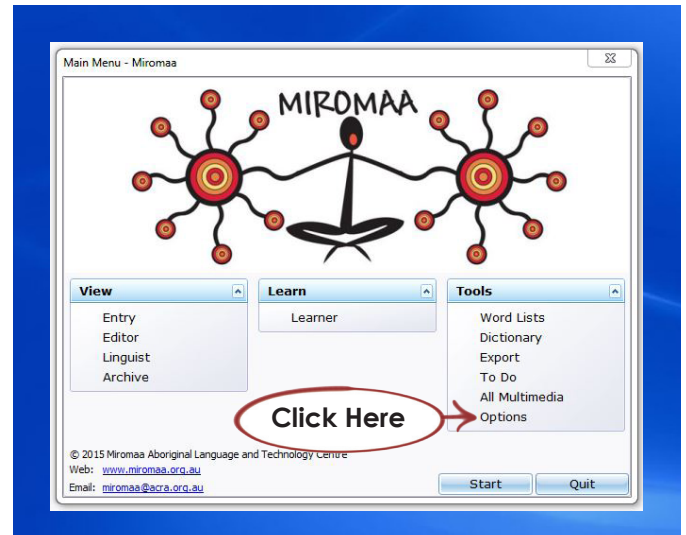 Main Menu - Miromaa
MIROMAA
View
Entry
Editor
Linguist
Archive
Learn
Learner
Tools
Word Lists
Dictionary
Export
To Do
All Multimedia
Options
Click Here
© 2015 Miromaa Aboriginal Language and Technology Centre
Web: www.miromaa.org.au
Email: miromaa@acra.org.au
Start Quit